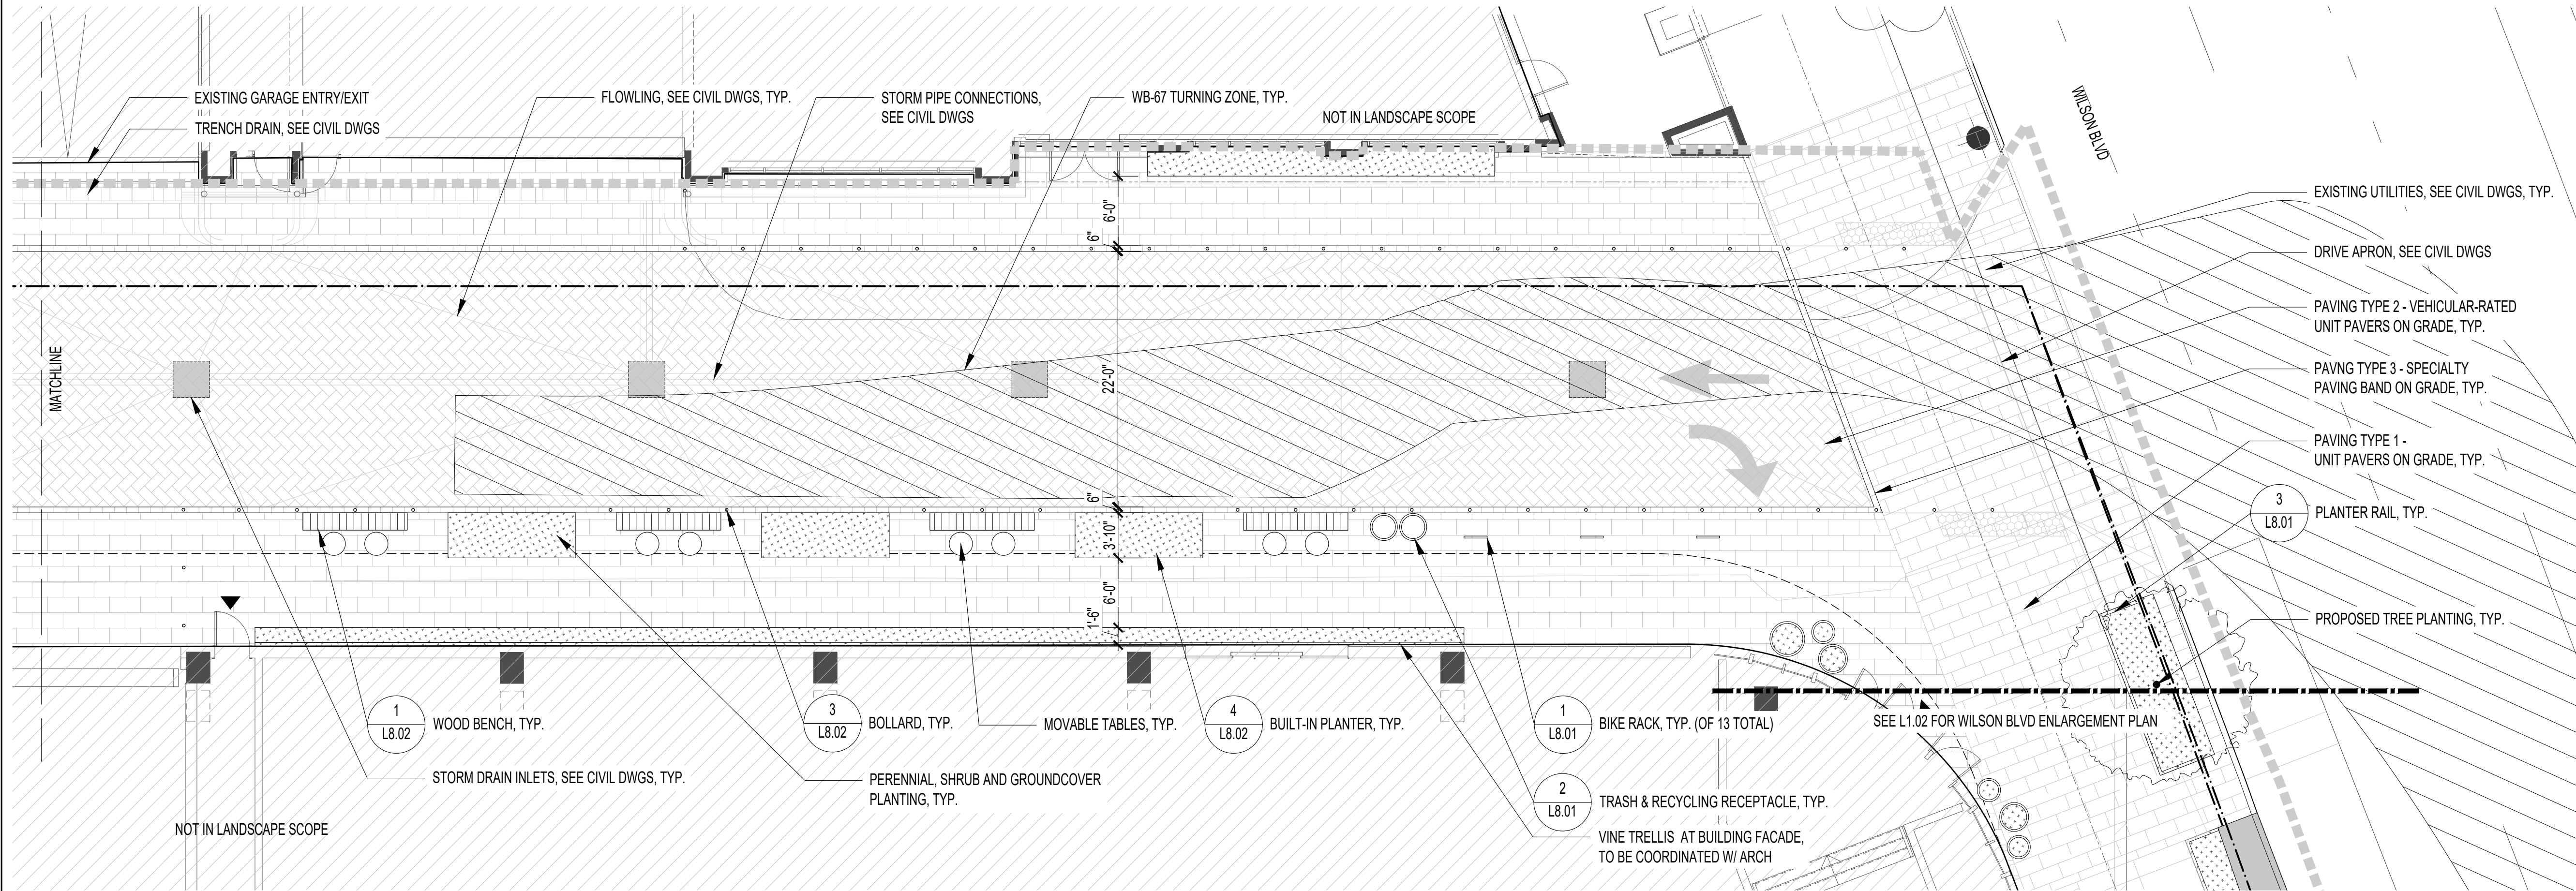 EXISTING GARAGE ENTRY/EXIT
TRENCH DRAIN, SEE CIVIL DWGS
FLOWLING, SEE CIVIL DWGS, TYP.
STORM PIPE CONNECTIONS,
SEE CIVIL DWGS
WB-67 TURNING ZONE, TYP.
NOT IN LANDSCAPE SCOPE
WILSON BLVD
EXISTING UTILITIES, SEE CIVIL DWGS, TYP.
DRIVE APRON, SEE CIVIL DWGS
PAVING TYPE 2 - VEHICULAR-RATED
UNIT PAVERS ON GRADE, TYP.
PAVNG TYPE 3 - SPECIALTY
PAVING BAND ON GRADE, TYP.
PAVING TYPE 1 -
UNIT PAVERS ON GRADE, TYP.
3
L8.01
PLANTER RAIL, TYP.
PROPOSED TREE PLANTING, TYP.
MATCHLINE
6'-0"
6"
22'-0"
6"
3'-10"
6'-0"
1'-6"
1
L8.02
WOOD BENCH, TYP.
STORM DRAIN INLETS, SEE CIVIL DWGS, TYP.
3
L8.02
BOLLARD, TYP.
PERENNIAL, SHRUB AND GROUNDCOVER
PLANTING, TYP.
MOVABLE TABLES, TYP.
4
L8.02
BUILT-IN PLANTER, TYP.
1
L8.01
BIKE RACK, TYP. (OF 13 TOTAL)
2
L8.01
TRASH & RECYCLING RECEPTACLE, TYP.
VINE TRELLIS AT BUILDING FACADE,
TO BE COORDINATED W/ ARCH
SEE L1.02 FOR WILSON BLVD ENLARGEMENT PLAN
NOT IN LANDSCAPE SCOPE